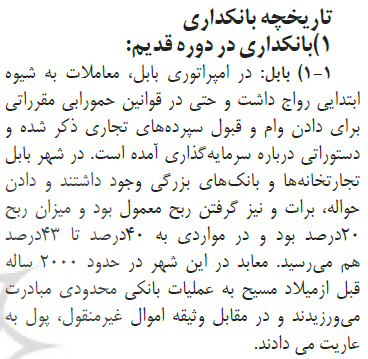 تاریخچه بانکداری
۱)بانکداری در دوره قدیم:
۱-۱) بابل: در امپراتوری بابل، معاملات به شیوه
ابتدایی رواج داشت و حتی در قوانین حمورابی مقرراتی
برای دادن وام و قبول سپرده‌های تجاری ذکر شده و
دستوراتی درباره سرمایه‌گذاری آمده است. در شهر بابل
تجارتخانه‌ها و بانک‌های بزرگی وجود داشتند و دادن
حواله، برات و نیز گرفتن ربح معمول بود و میزان ربح
۲۰درصد بود و در مواردی به ۴۰درصد تا ۴۳درصد
هم می‌رسید. معابد در این شهر در حدود ۲۰۰۰ ساله
قبل ازمیلاد مسیح به عملیات بانکی محدودی مبادرت
می‌ورزیدند و در مقابل وثیقه اموال غیرمنقول، پول به
عاریت می دادند.